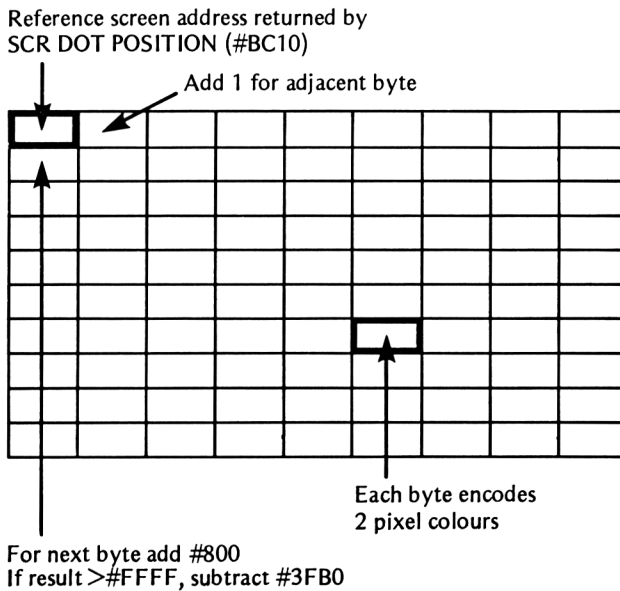 Reference screen address returned by
SCR DOT POSITION (#BC10)
Add 1 for adjacent byte
Each byte encodes
2 pixel colours
For next byte add #800
If result >#FFFF, subtract #3FB0